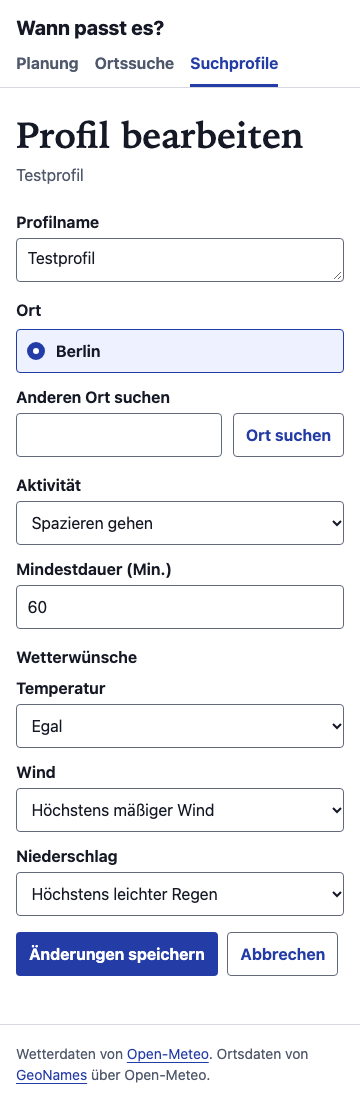 Wann passt es?
Planung Ortssuche Suchprofile
Profil bearbeiten
Testprofil
Profilname
Testprofil
Ort
Berlin
Anderen Ort suchen
Ort suchen
Aktivität
Spazieren gehen
Mindestdauer (Min.)
60
Wetterwünsche
Temperatur
Egal
Wind
Höchstens mäßiger Wind
Niederschlag
Höchstens leichter Regen
Änderungen speichern Abbrechen
Wetterdaten von Open-Meteo. Ortsdaten von
GeoNames über Open-Meteo.